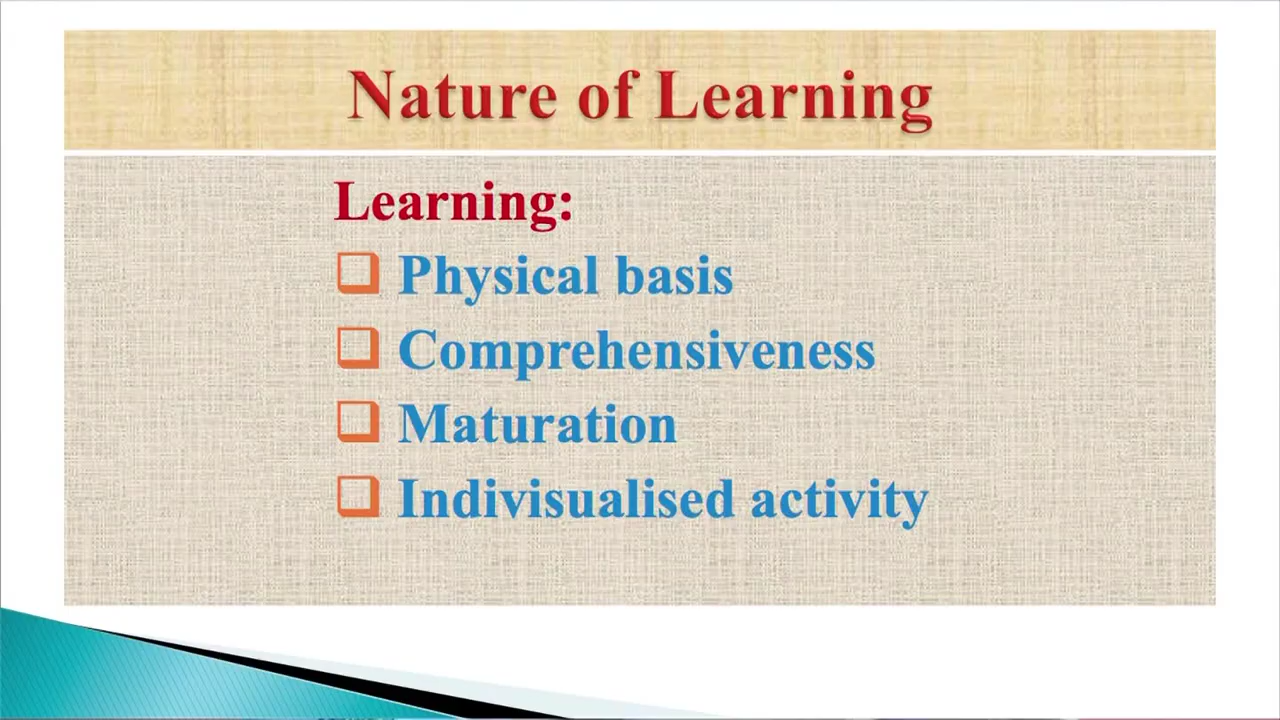 Nature of Learning
Learning:
Physical basis
Comprehensiveness
Maturation
Indivisualised activity